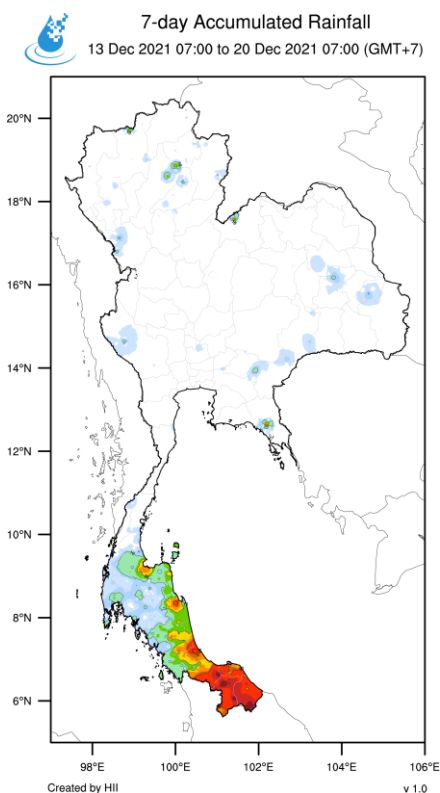 7-day Accumulated Rainfall
13 Dec 2021 07:00 to 20 Dec 2021 07:00 (GMT+7)
20°N
18°N
16°N
14°N
12°N
10°N
8°N
6°N
98°E 100°E 102°E 104°E 106°E
Created by HII v 1.0